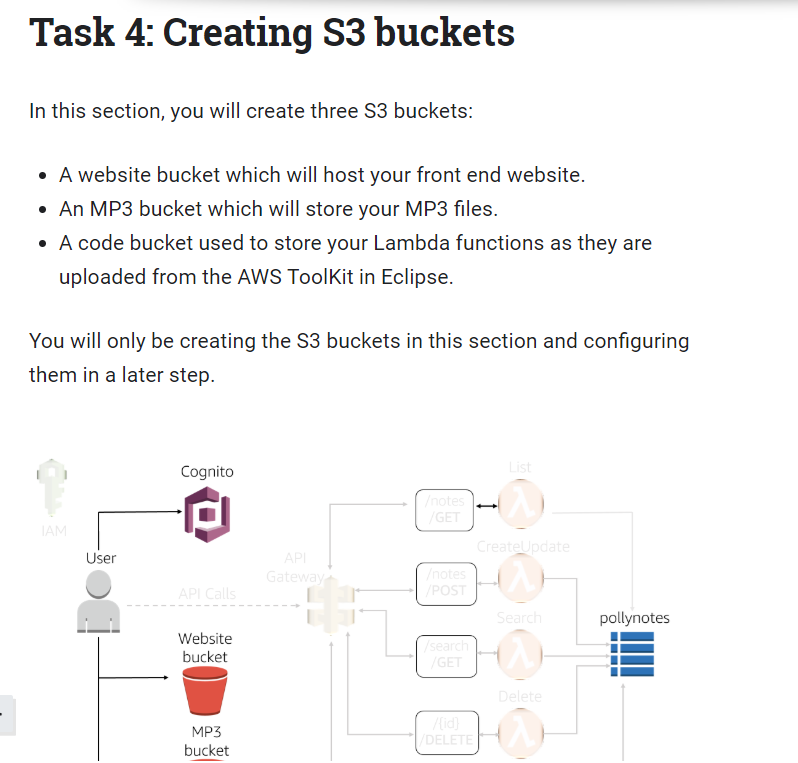 Task 4: Creating S3 buckets
In this section, you will create three S3 buckets:
A website bucket which will host your front end website.
An MP3 bucket which will store your MP3 files.
A code bucket used to store your Lambda functions as they are
uploaded from the AWS ToolKit in Eclipse.
You will only be creating the S3 buckets in this section and configuring
them in a later step.
IAM
Cognito
User
API Calls
API
Gateway
Website
bucket
MP3
bucket
/notes
/GET
List
/notes
/POST
CreateUpdate
/search
/GET
Search
/{id}
/DELETE
Delete
pollynotes